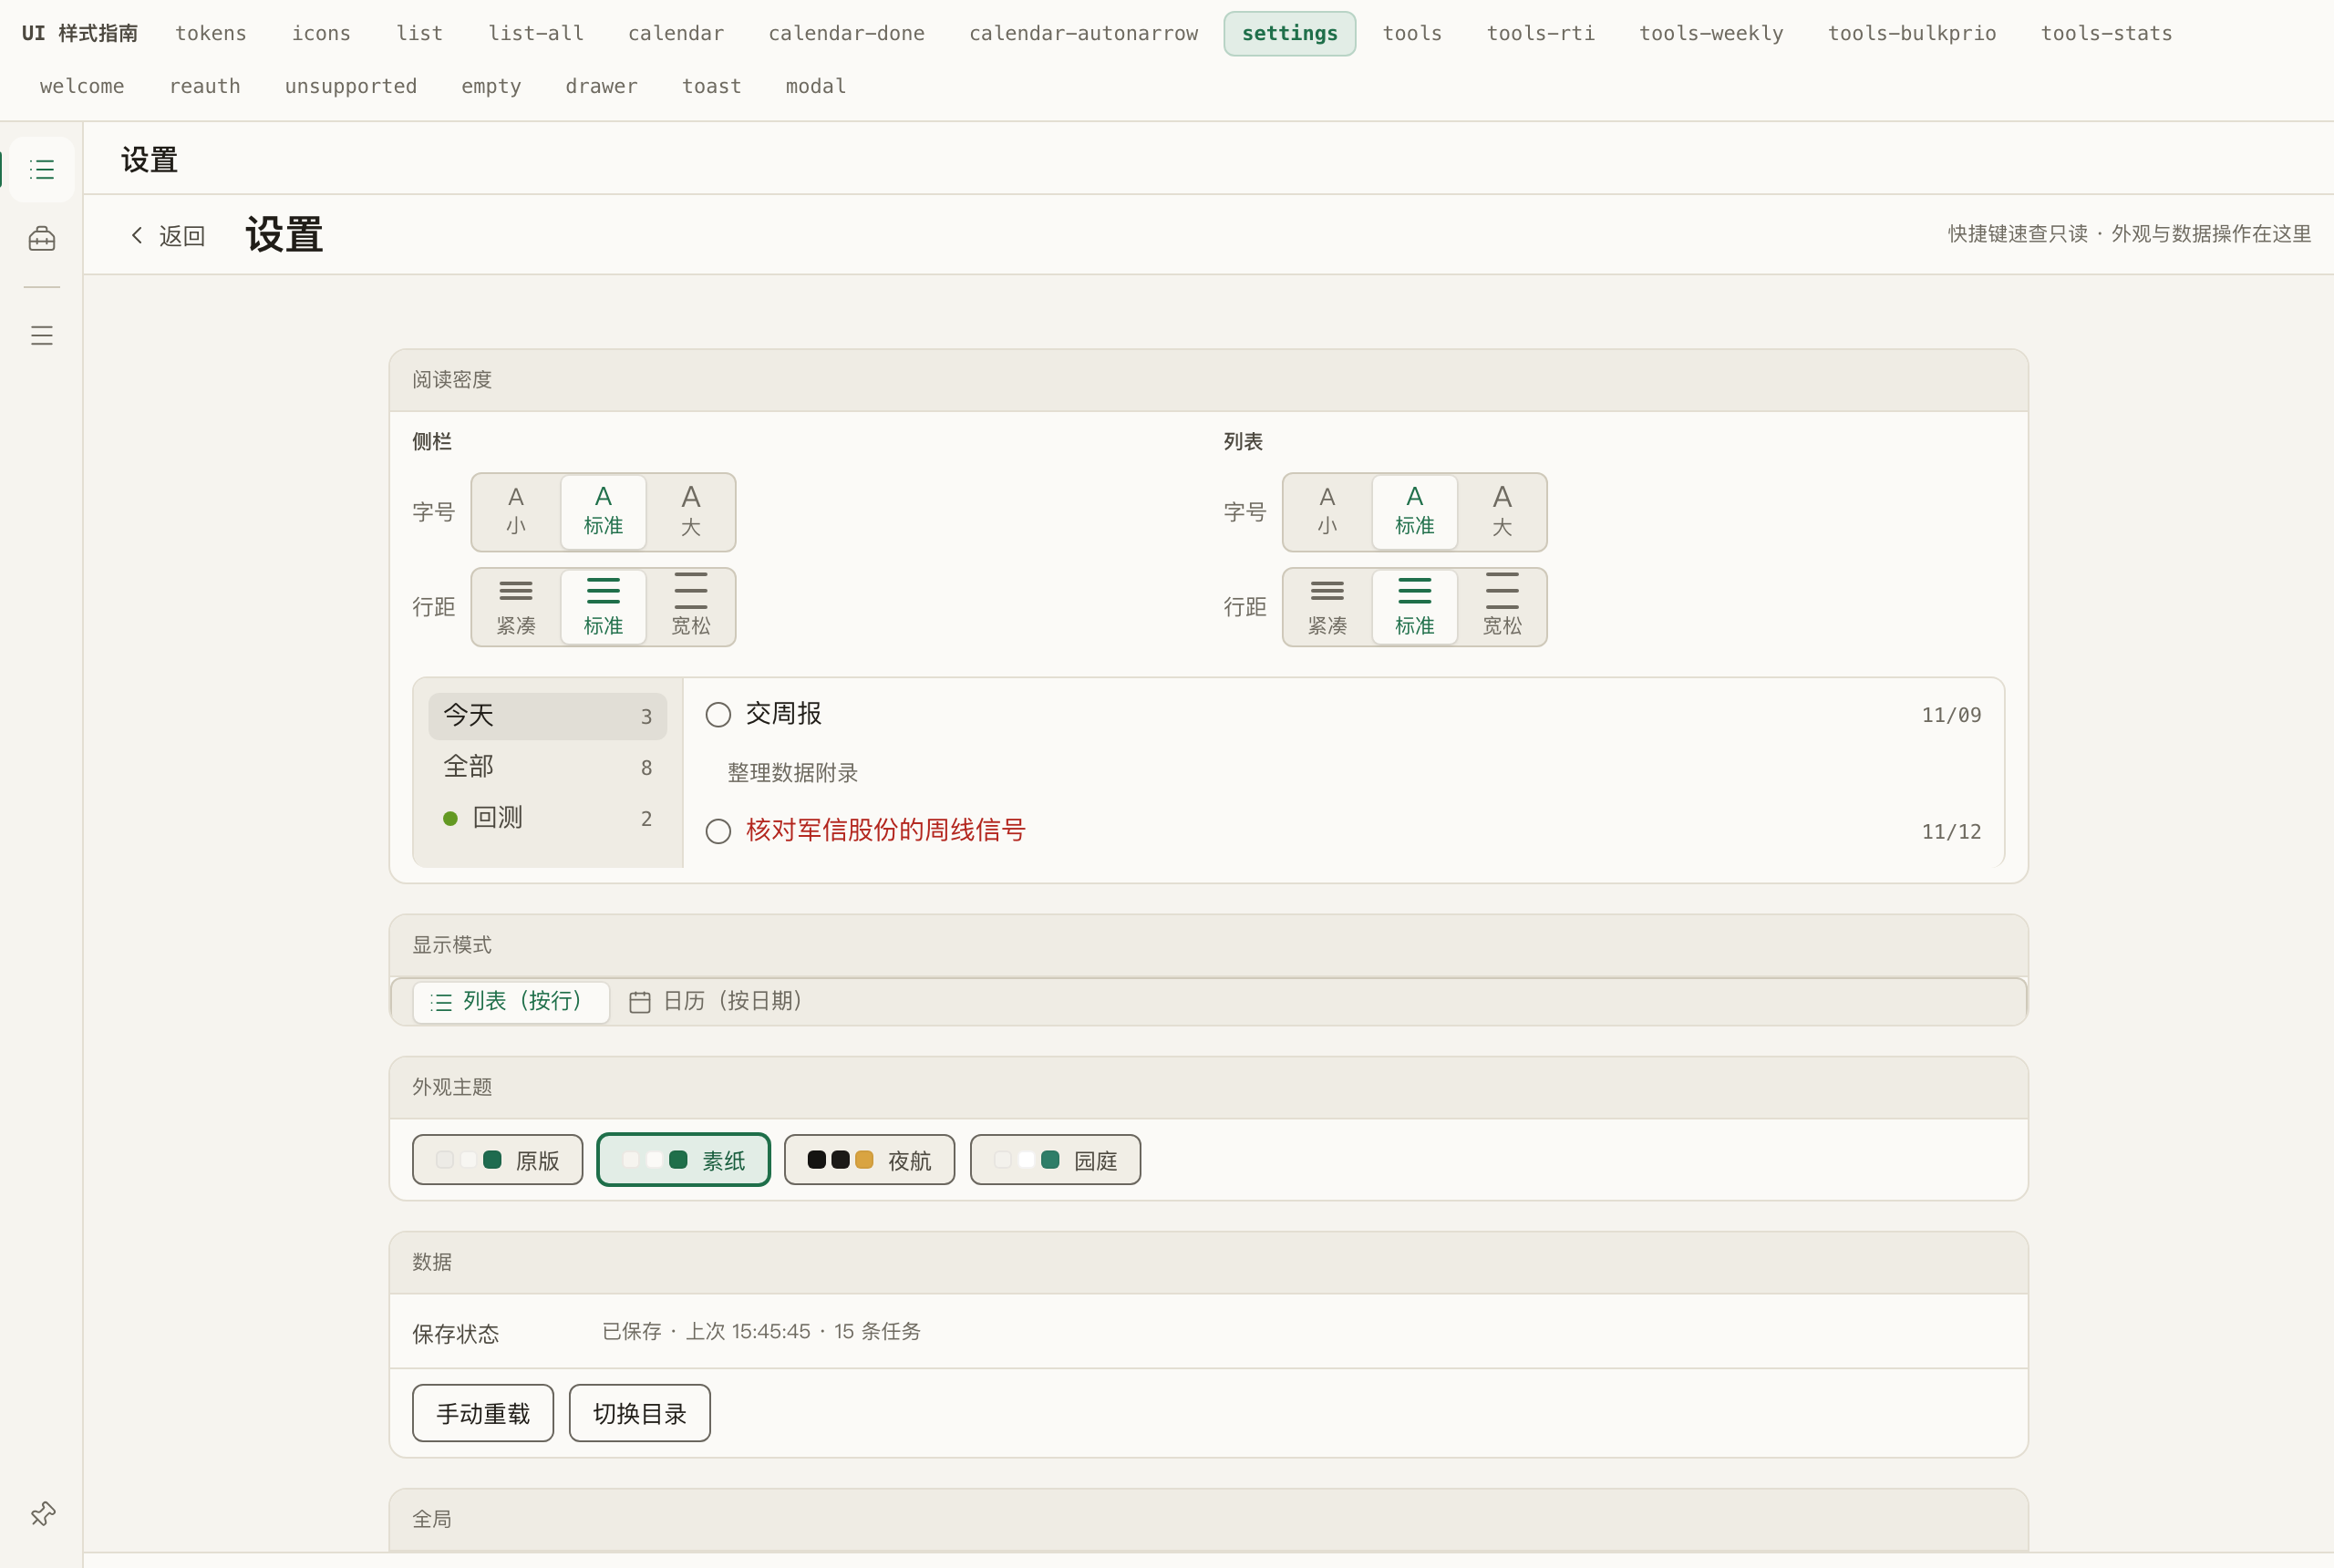 UI 样式指南 tokens icons list list-all calendar calendar-done calendar-autonarrow settings tools tools-rti tools-weekly tools-bulkprio tools-stats
welcome reauth unsupported empty drawer toast modal
设置
返回 设置 快捷键速查只读 · 外观与数据操作在这里
阅读密度
侧栏 列表
字号 A 小 A 标准 A 大 字号 A 小 A 标准 A 大
行距 紧凑 标准 宽松 行距 紧凑 标准 宽松
今天 3 交周报 11/09
全部 8 整理数据附录
回测 2 核对军信股份的周线信号 11/12
显示模式
列表（按行） 日历（按日期）
外观主题
原版 素纸 夜航 园庭
数据
保存状态 已保存 · 上次 15:45:45 · 15 条任务
手动重载 切换目录
全局